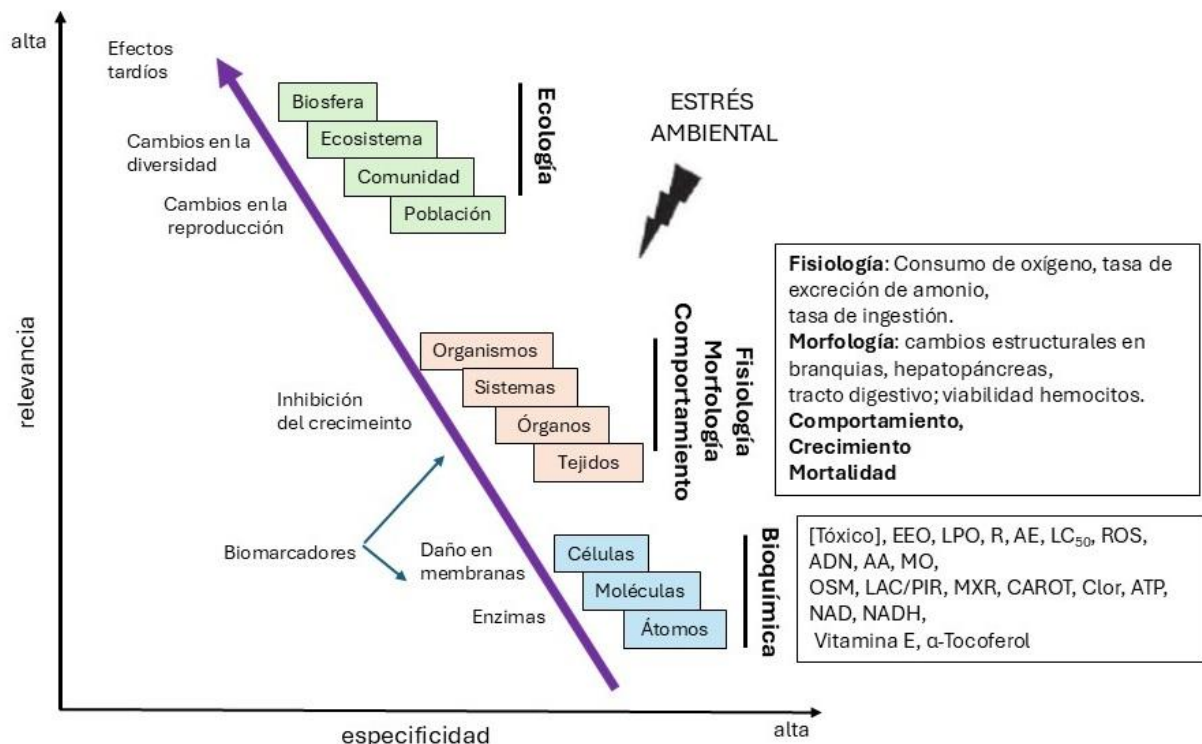 alta
Efectos
tardíos
Biosfera
Ecosistema
Comunidad
Población
Ecología
ESTRÉS
AMBIENTAL
Cambios en la
diversidad
Cambios en la
reproducción
relevancia
Organismos
Sistemas
Órganos
Tejidos
Fisiología
Morfología
Comportamiento
Fisiología: Consumo de oxígeno, tasa de
excreción de amonio,
tasa de ingestión.
Morfología: cambios estructurales en
branquias, hepatopáncreas,
tracto digestivo; viabilidad hemocitos.
Comportamiento,
Crecimiento
Mortalidad
Inhibición
del crecimeinto
Biomarcadores
Daño en
membranas
Enzimas
Células
Moléculas
Átomos
Bioquímica
[Tóxico], EEO, LPO, R, AE, LC₅₀, ROS,
ADN, AA, MO,
OSM, LAC/PIR, MXR, CAROT, Clor, ATP,
NAD, NADH,
Vitamina E, α-Tocoferol
especificidad
alta